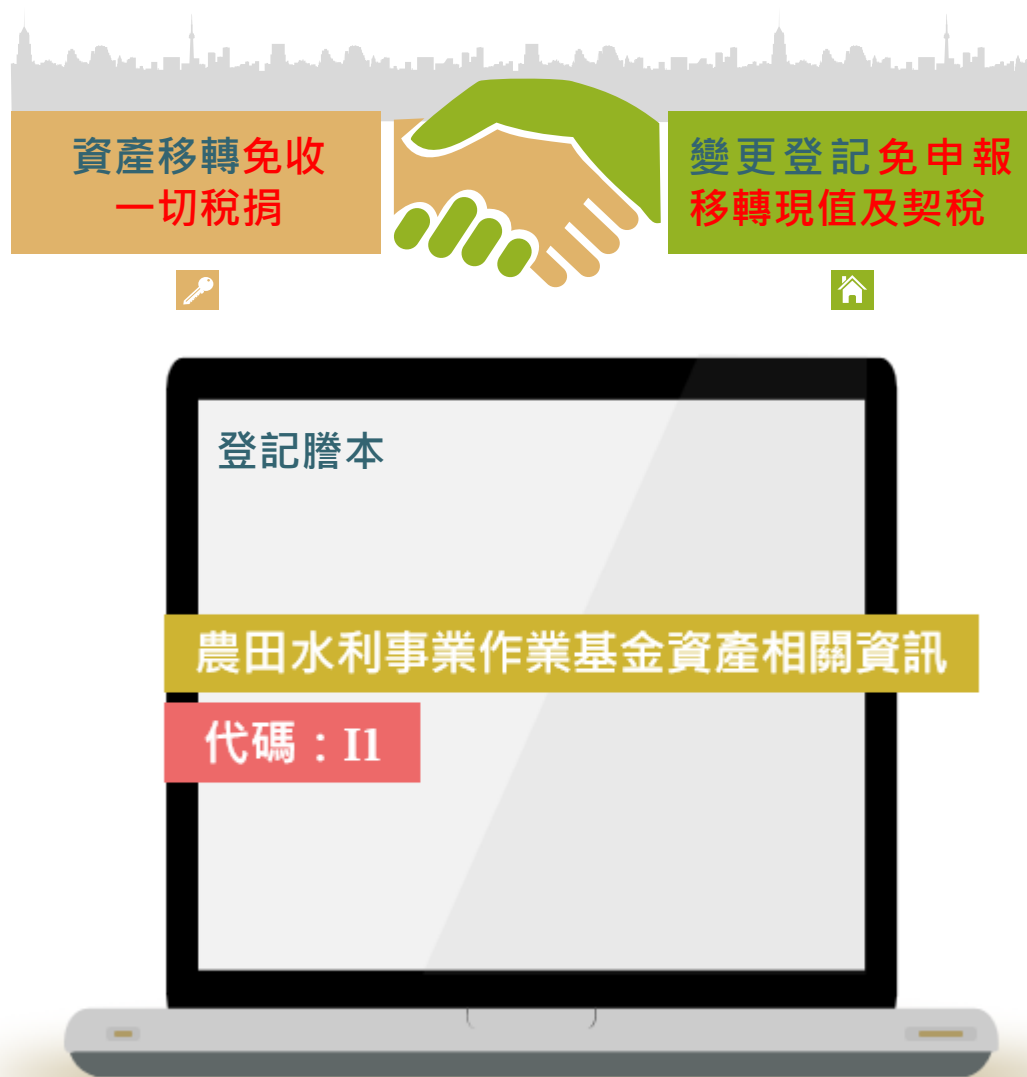 資產移轉免收
一切稅捐
變更登記免申報
移轉現值及契稅
登記謄本
農田水利事業作業基金資產相關資訊
代碼：I1